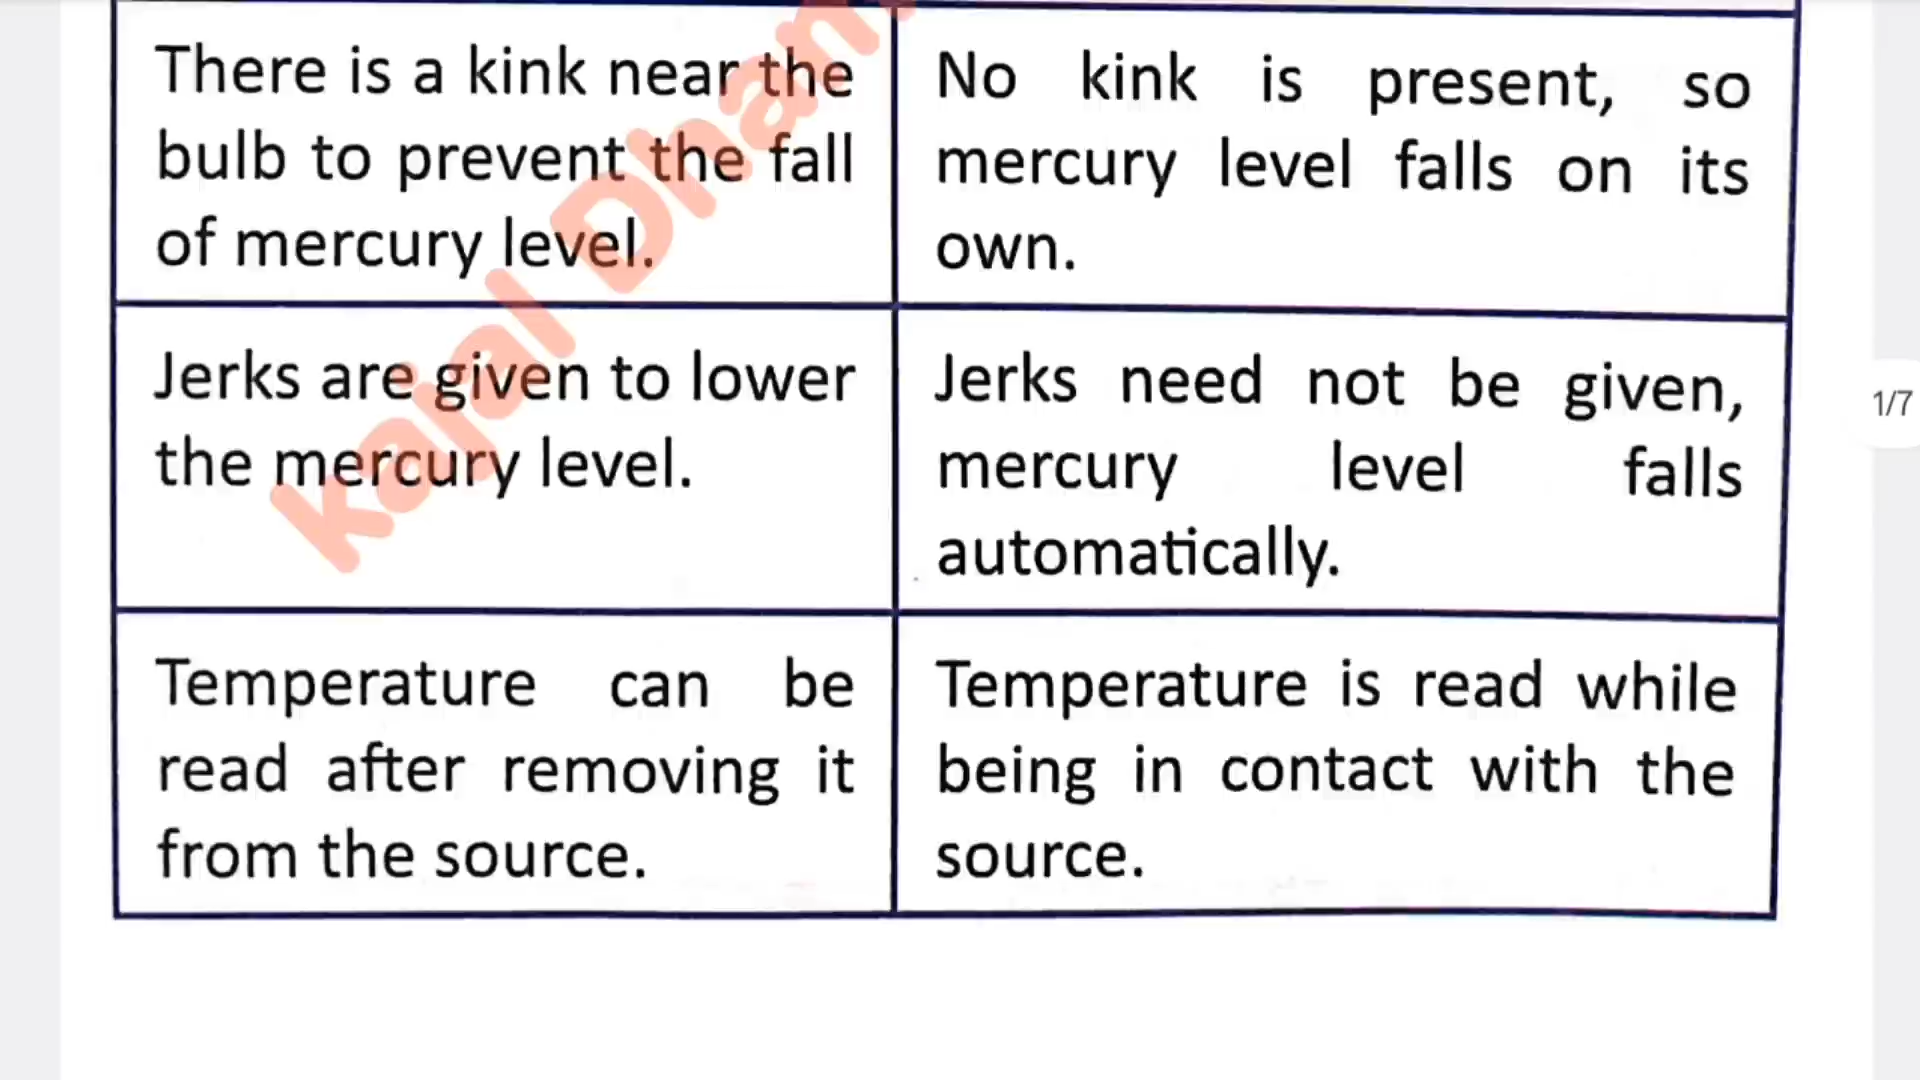 There is a kink near the
bulb to prevent the fall
of mercury level.
No kink is present, so
mercury level falls on its
own.
Jerks are given to lower
the mercury level.
Jerks need not be given,
mercury level falls
automatically.
Temperature can be
read after removing it
from the source.
Temperature is read while
being in contact with the
source.
kajal Dham
1/7